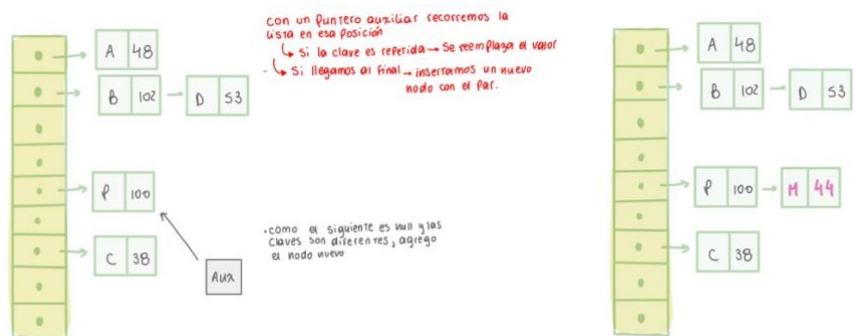 con un Puntero auxiliar recorremos la
lista en esa posición
↳ Si la clave es repetida → Se reemplaza el valor
↳ Si llegamos al final → insertamos un nuevo
nodo con el Par.
A 48
B 102 → D 53
P 100
C 38
Aux
• como el siguiente es null y las
claves son diferentes, agrego
el nodo nuevo
A 48
B 102 → D 53
P 100 → M 44
C 38